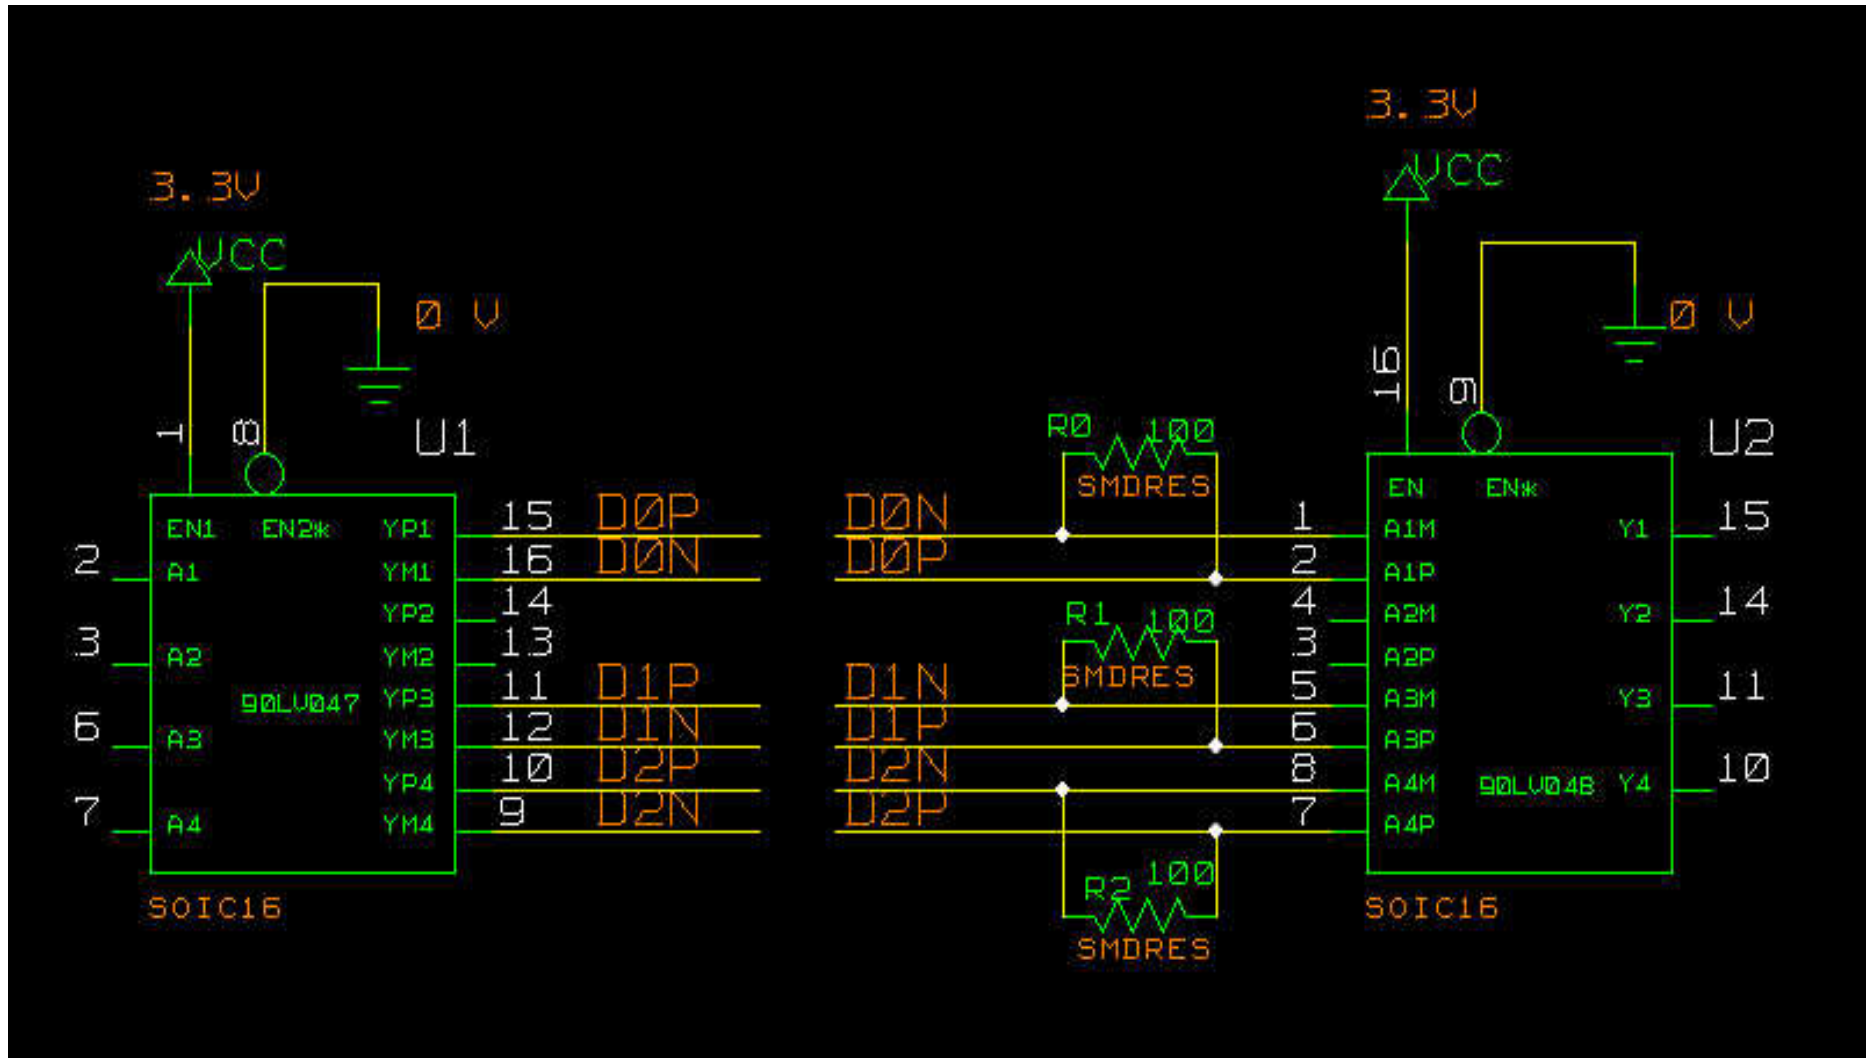 3.3V
VCC
3.3V
VCC
0 V
0 V
1
8
U1
16
9
U2
R0
100
SMDRES
EN1
EN2*
YP1
15
D0P
D0N
1
EN
EN*
A1M
Y1
15
2
A1
YM1
16
D0N
D0P
2
A1P
YP2
14
R1
100
4
A2M
Y2
14
3
A2
YM2
13
SMDRES
3
A2P
90LV047
YP3
11
D1P
D1N
5
A3M
Y3
11
6
A3
YM3
12
D1N
D1P
6
A3P
YP4
10
D2P
D2N
8
A4M
90LV048
Y4
10
7
A4
YM4
9
D2N
D2P
7
A4P
SOIC16
R2
100
SMDRES
SOIC16